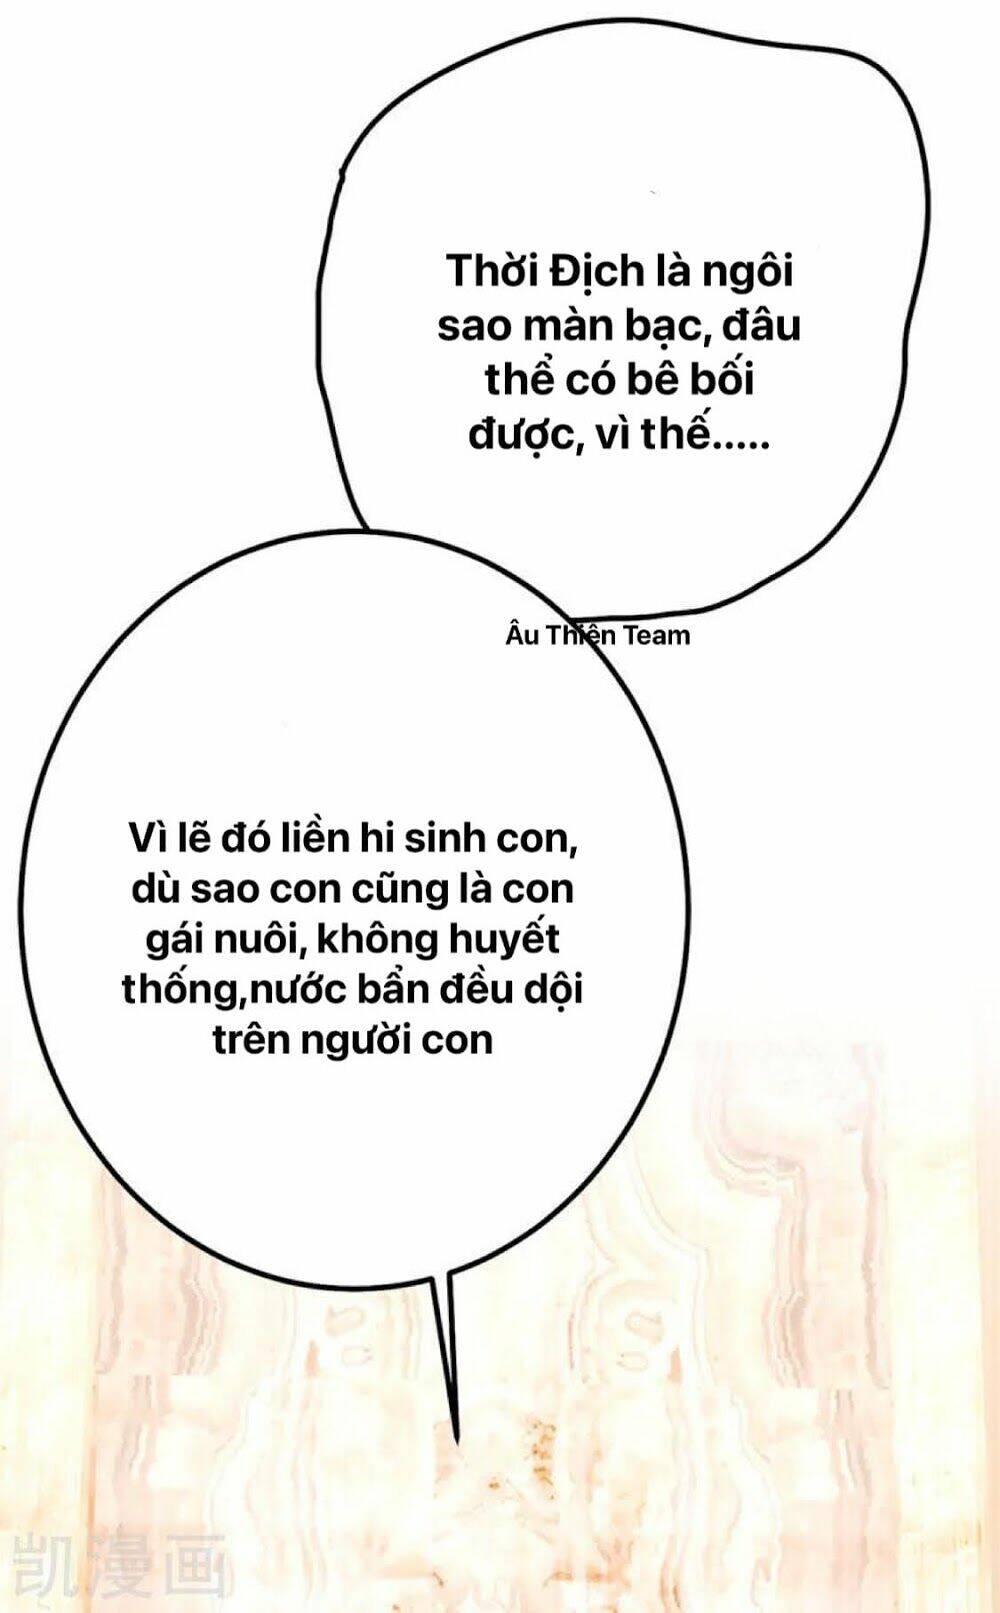 Thời Địch là ngôi
sao màn bạc, đâu
thể có bê bối
được, vì thế.....
Âu Thiên Team
Vì lẽ đó liền hi sinh con,
dù sao con cũng là con
gái nuôi, không huyết
thống,nước bẩn đều dội
trên người con
凯漫画